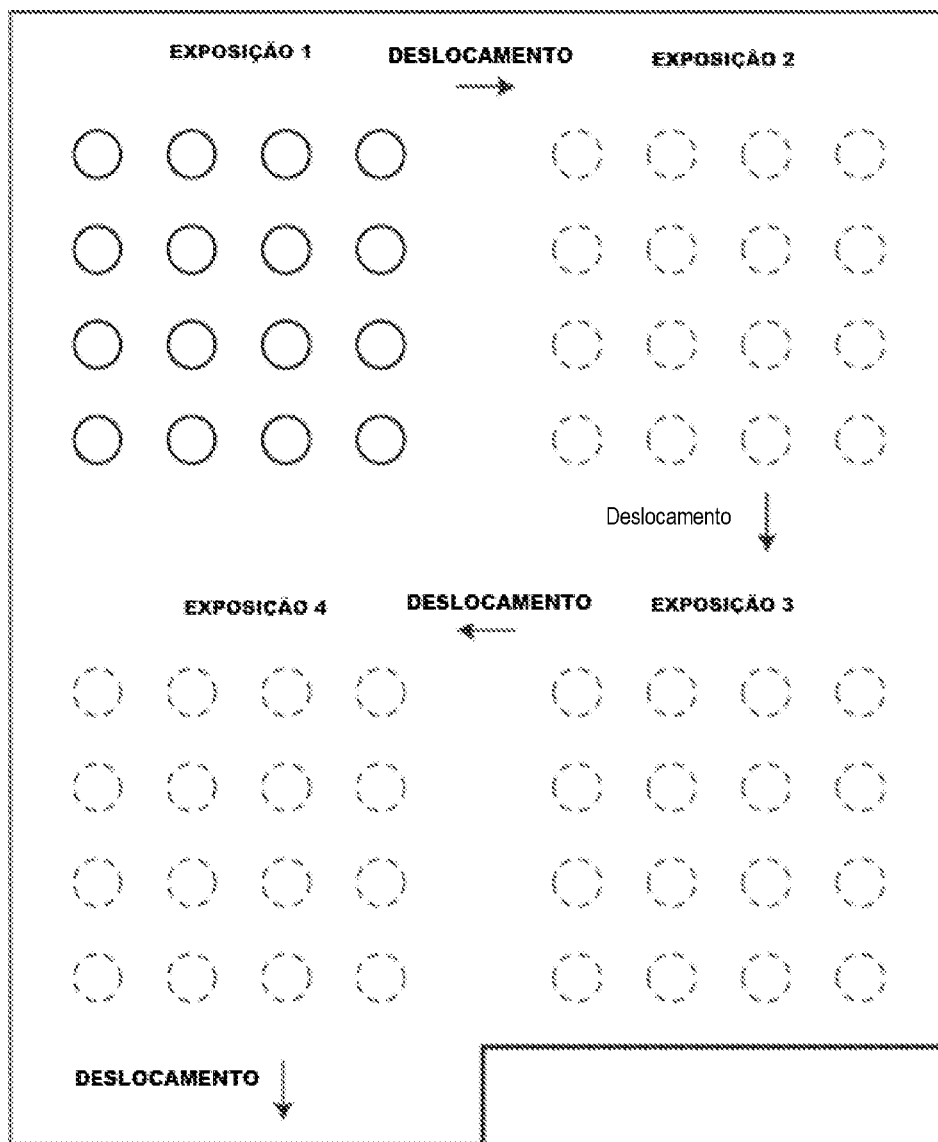 EXPOSIÇÃO 1
DESLOCAMENTO
EXPOSIÇÃO 2
Deslocamento
EXPOSIÇÃO 4
DESLOCAMENTO
EXPOSIÇÃO 3
DESLOCAMENTO